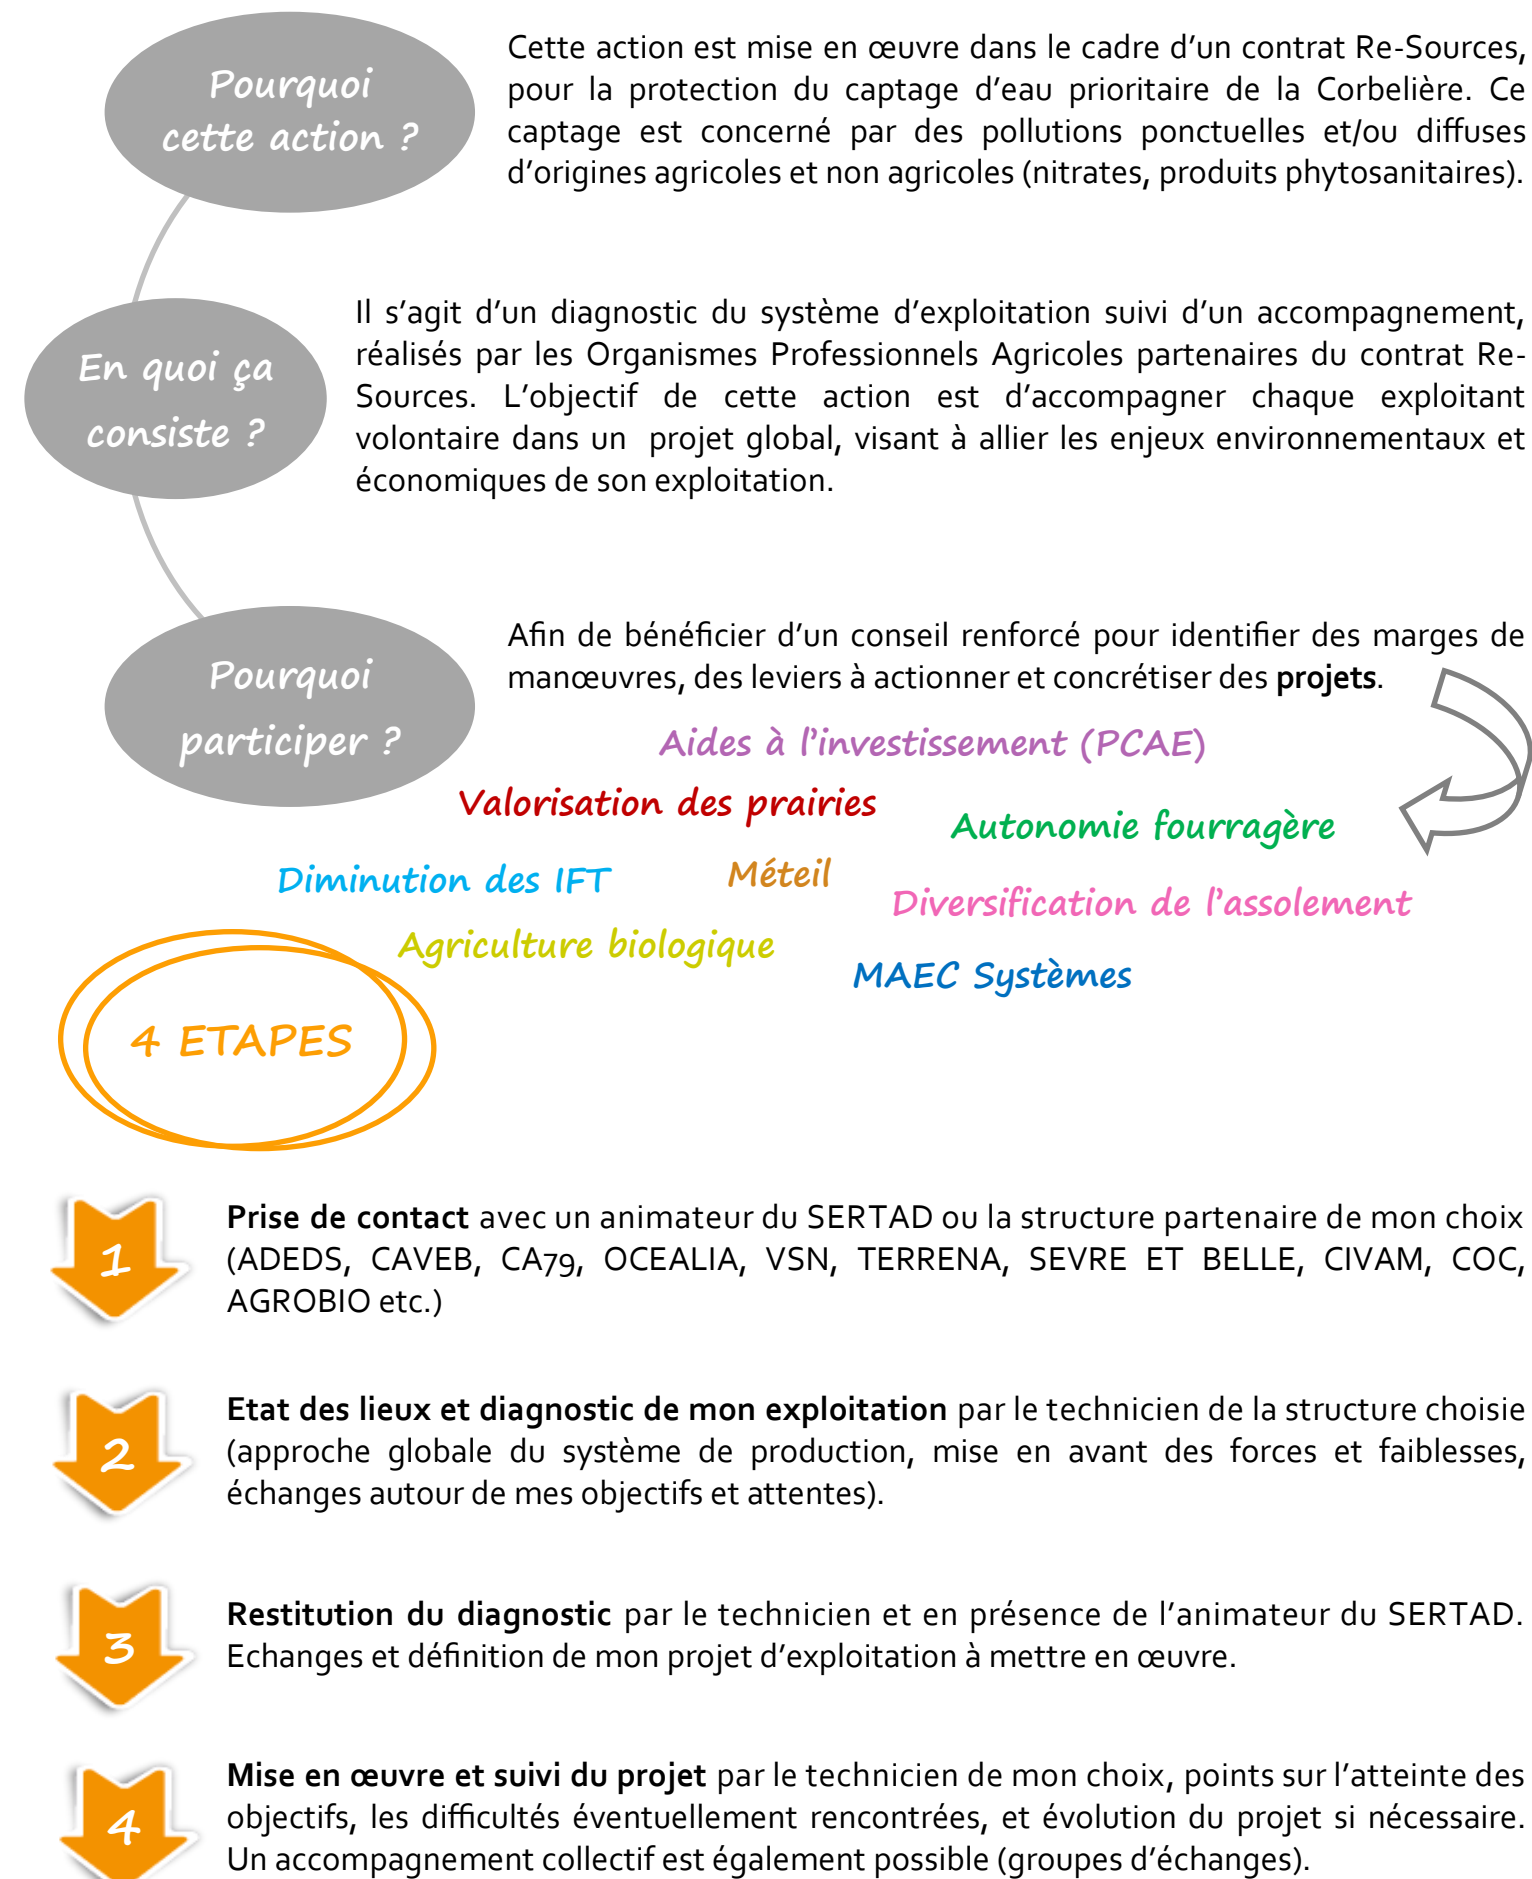 Pourquoi
cette action ?
Cette action est mise en œuvre dans le cadre d’un contrat Re-Sources,
pour la protection du captage d’eau prioritaire de la Corbelière. Ce
captage est concerné par des pollutions ponctuelles et/ou diffuses
d’origines agricoles et non agricoles (nitrates, produits phytosanitaires).
En quoi ça
consiste ?
Il s’agit d’un diagnostic du système d’exploitation suivi d’un accompagnement,
réalisés par les Organismes Professionnels Agricoles partenaires du contrat Re-
Sources. L’objectif de cette action est d’accompagner chaque exploitant
volontaire dans un projet global, visant à allier les enjeux environnementaux et
économiques de son exploitation.
Pourquoi
participer ?
Afin de bénéficier d’un conseil renforcé pour identifier des marges de
manœuvres, des leviers à actionner et concrétiser des projets.
Aides à l’investissement (PCAE)
Valorisation des prairies
Autonomie fourragère
Diminution des IFT
Méteil
Diversification de l’assolement
Agriculture biologique
MAEC Systèmes
4 ETAPES
1
Prise de contact avec un animateur du SERTAD ou la structure partenaire de mon choix
(ADEDS, CAVEB, CA79, OCEALIA, VSN, TERRENA, SEVRE ET BELLE, CIVAM, COC,
AGROBIO etc.)
2
Etat des lieux et diagnostic de mon exploitation par le technicien de la structure choisie
(approche globale du système de production, mise en avant des forces et faiblesses,
échanges autour de mes objectifs et attentes).
3
Restitution du diagnostic par le technicien et en présence de l’animateur du SERTAD.
Echanges et définition de mon projet d’exploitation à mettre en œuvre.
4
Mise en œuvre et suivi du projet par le technicien de mon choix, points sur l’atteinte des
objectifs, les difficultés éventuellement rencontrées, et évolution du projet si nécessaire.
Un accompagnement collectif est également possible (groupes d’échanges).